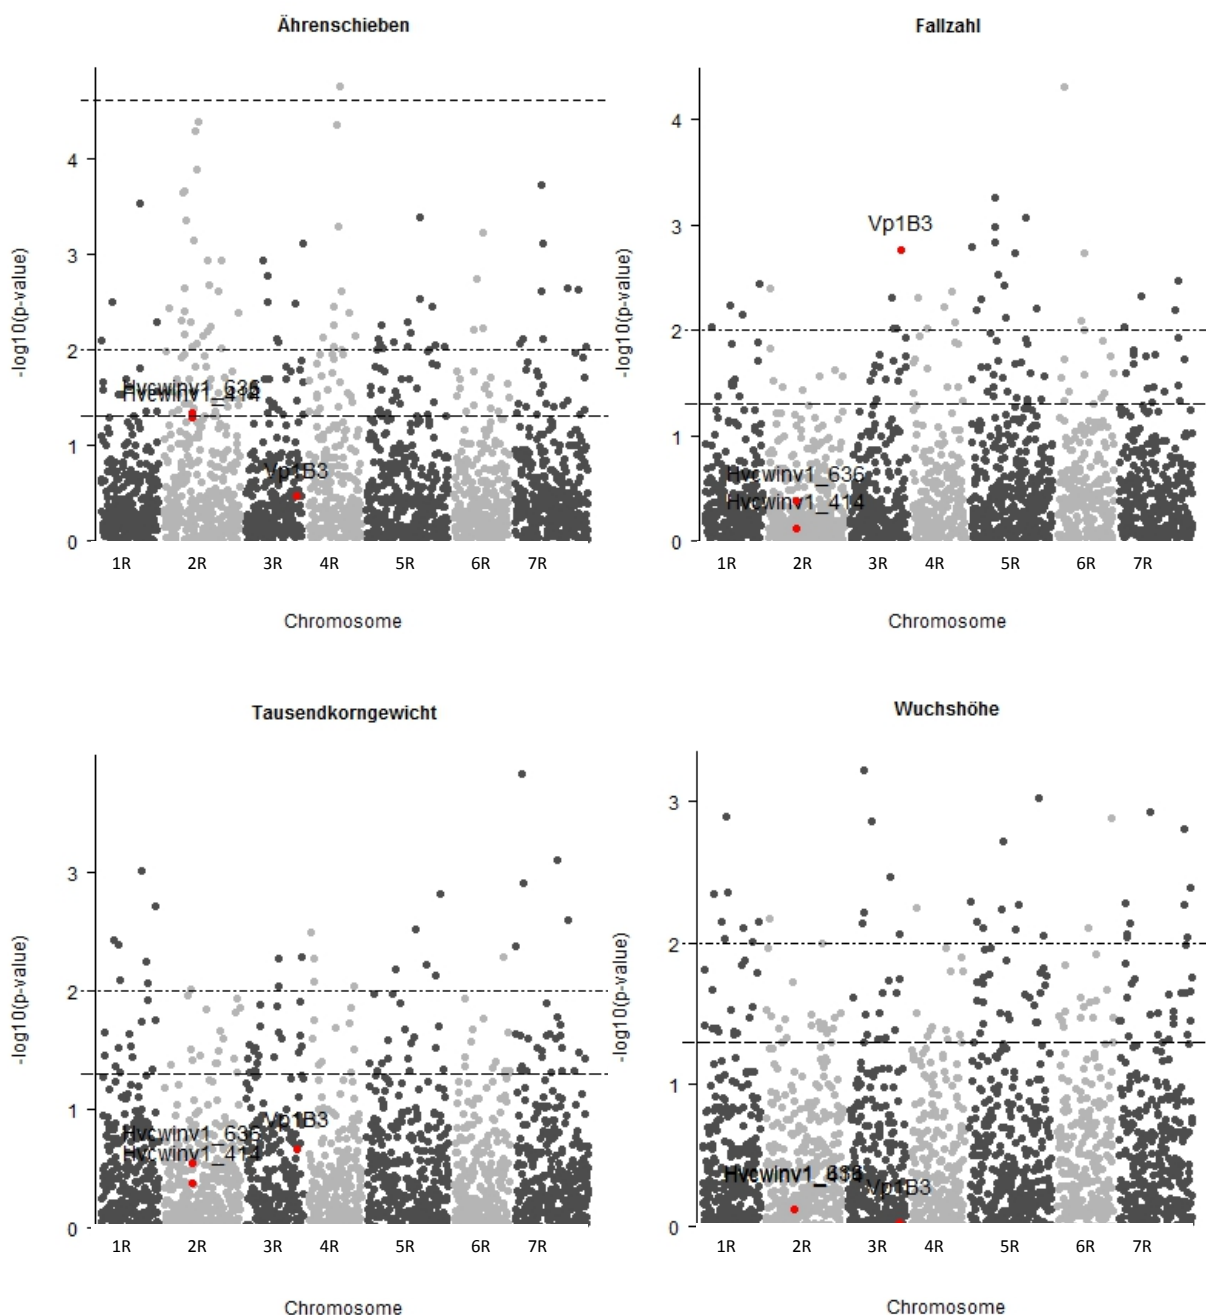 Ährenschieben
-log10(p-value)
4
3
2
1
0
Hvcwinv1_636
Hvcwinv1_414
Vp1B3
1R 2R 3R 4R 5R 6R 7R
Chromosome
Fallzahl
-log10(p-value)
4
3
2
1
0
Vp1B3
Hvcwinv1_636
Hvcwinv1_414
1R 2R 3R 4R 5R 6R 7R
Chromosome
Tausendkorngewicht
-log10(p-value)
3
2
1
0
Vp1B3
Hvcwinv1_636
Hvcwinv1_414
1R 2R 3R 4R 5R 6R 7R
Chromosome
Wuchshöhe
-log10(p-value)
3
2
1
0
Vp1B3
1R 2R 3R 4R 5R 6R 7R
Chromosome